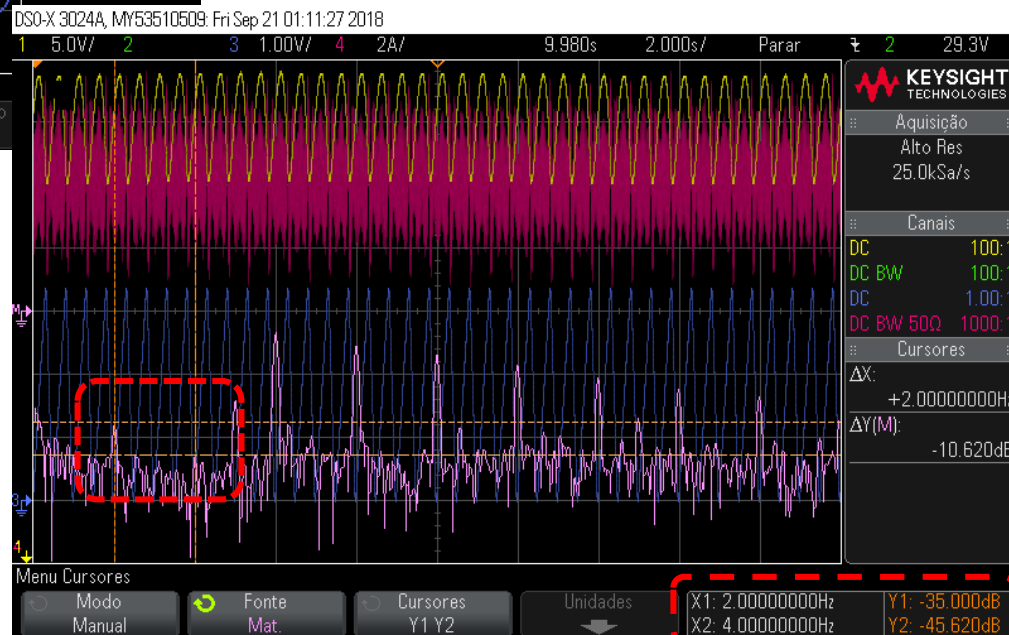 DSO-X 3024A, MY53510509: Fri Sep 21 01:11:27 2018
1 5.0V/ 2 3 1.00V/ 4 2A/ 9.980s 2.000s/ Parar 2 29.3V
KEYSIGHT
TECHNOLOGIES
Aquisição
Alto Res
25.0kSa/s
Canais
DC 100:1
DC BW 100:1
DC 1.00:1
DC BW 50Ω 1000:1
Cursores
ΔX:
+2.00000000Hz
ΔY(M):
-10.620dB
M
3
4
Menu Cursores
Modo
Manual
Fonte
Mat.
Cursores
Y1 Y2
Unidades
X1: 2.00000000Hz
X2: 4.00000000Hz
Y1: -35.000dB
Y2: -45.620dB